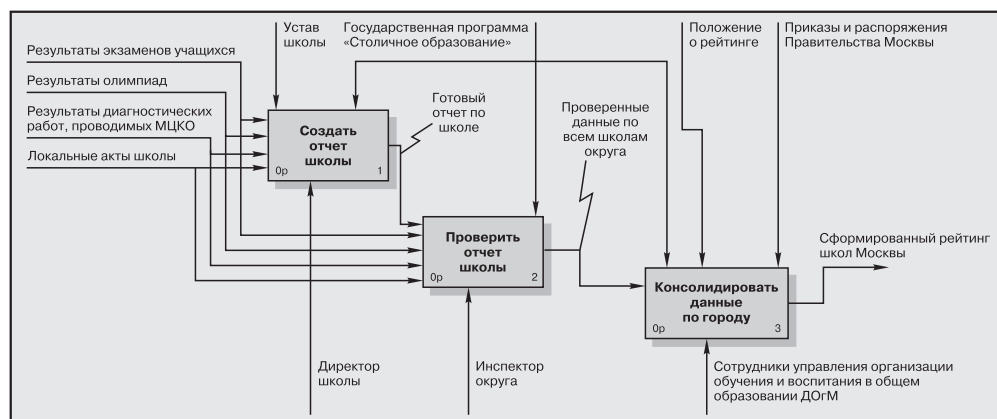 Устав
школы
Государственная программа
«Столичное образование»
Положение
о рейтинге
Приказы и распоряжения
Правительства Москвы
Результаты экзаменов учащихся
Результаты олимпиад
Результаты диагностических
работ, проводимых МЦКО
Локальные акты школы
Создать
отчет
школы
0р 1
Готовый
отчет по
школе
Проверенные
данные по
всем школам
округа
Проверить
отчет
школы
0р 2
Сформированный рейтинг
школ Москвы
Консолидировать
данные
по городу
0р 3
Директор
школы
Инспектор
округа
Сотрудники управления организации
обучения и воспитания в общем
образовании ДОгМ